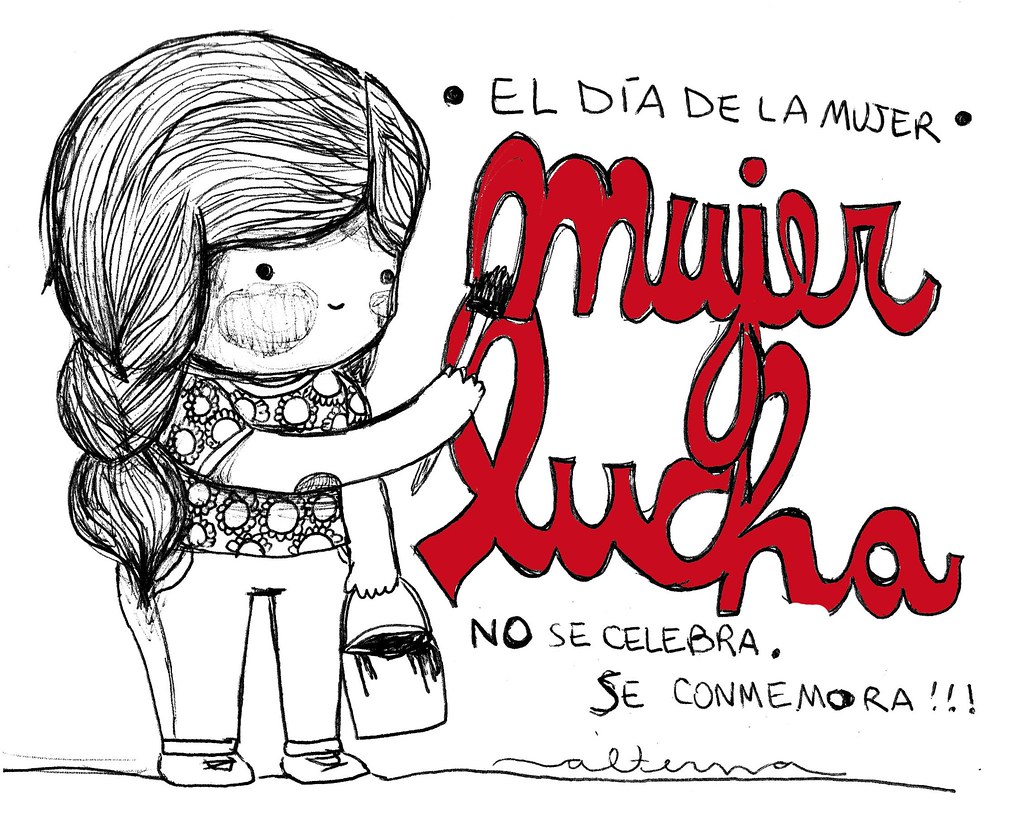 • EL DÍA DE LA MUJER •
mujer
lucha
NO SE CELEBRA.
SE CONMEMORA!!!
alterna